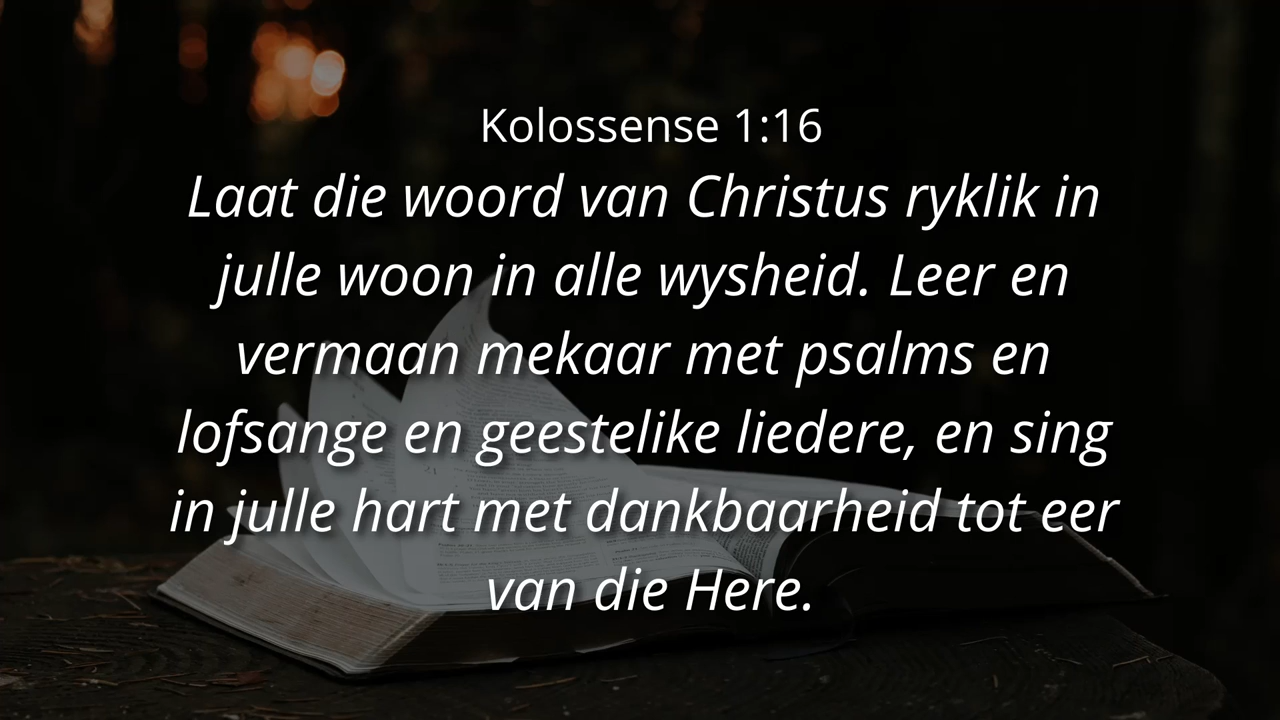 Kolossense 1:16
Laat die woord van Christus ryklik in
julle woon in alle wysheid. Leer en
vermaan mekaar met psalms en
lofsange en geestelike liedere, en sing
in julle hart met dankbaarheid tot eer
van die Here.